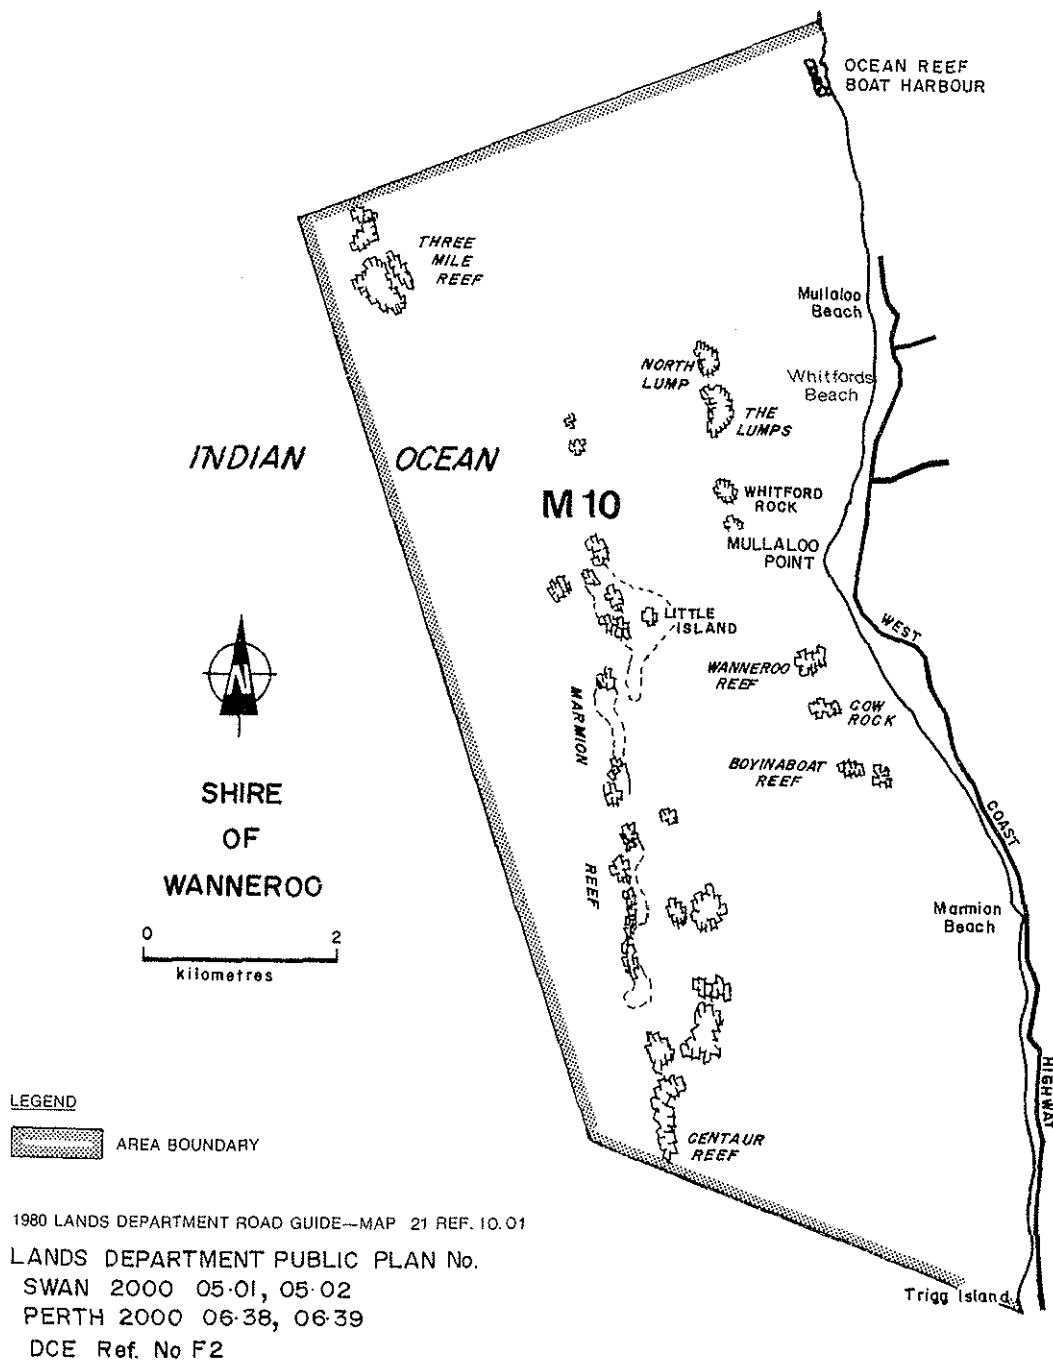 OCEAN REEF
BOAT HARBOUR
THREE
MILE
REEF
Mullaloo
Beach
NORTH
LUMP
Whitfords
Beach
THE
LUMPS
INDIAN OCEAN
M10
WHITFORD
ROCK
MULLALOO
POINT
LITTLE
ISLAND
WEST
COAST
HIGHWAY
WANNEROO
REEF
COW
ROCK
MARMION
REEF
BOYINABOAT
REEF
N
SHIRE
OF
WANNEROO
0 2
kilometres
Marmion
Beach
CENTAUR
REEF
Trigg Island
LEGEND
AREA BOUNDARY
1980 LANDS DEPARTMENT ROAD GUIDE—MAP 21 REF. 10.01
LANDS DEPARTMENT PUBLIC PLAN No.
SWAN 2000 05·01, 05·02
PERTH 2000 06·38, 06·39
DCE Ref. No F2